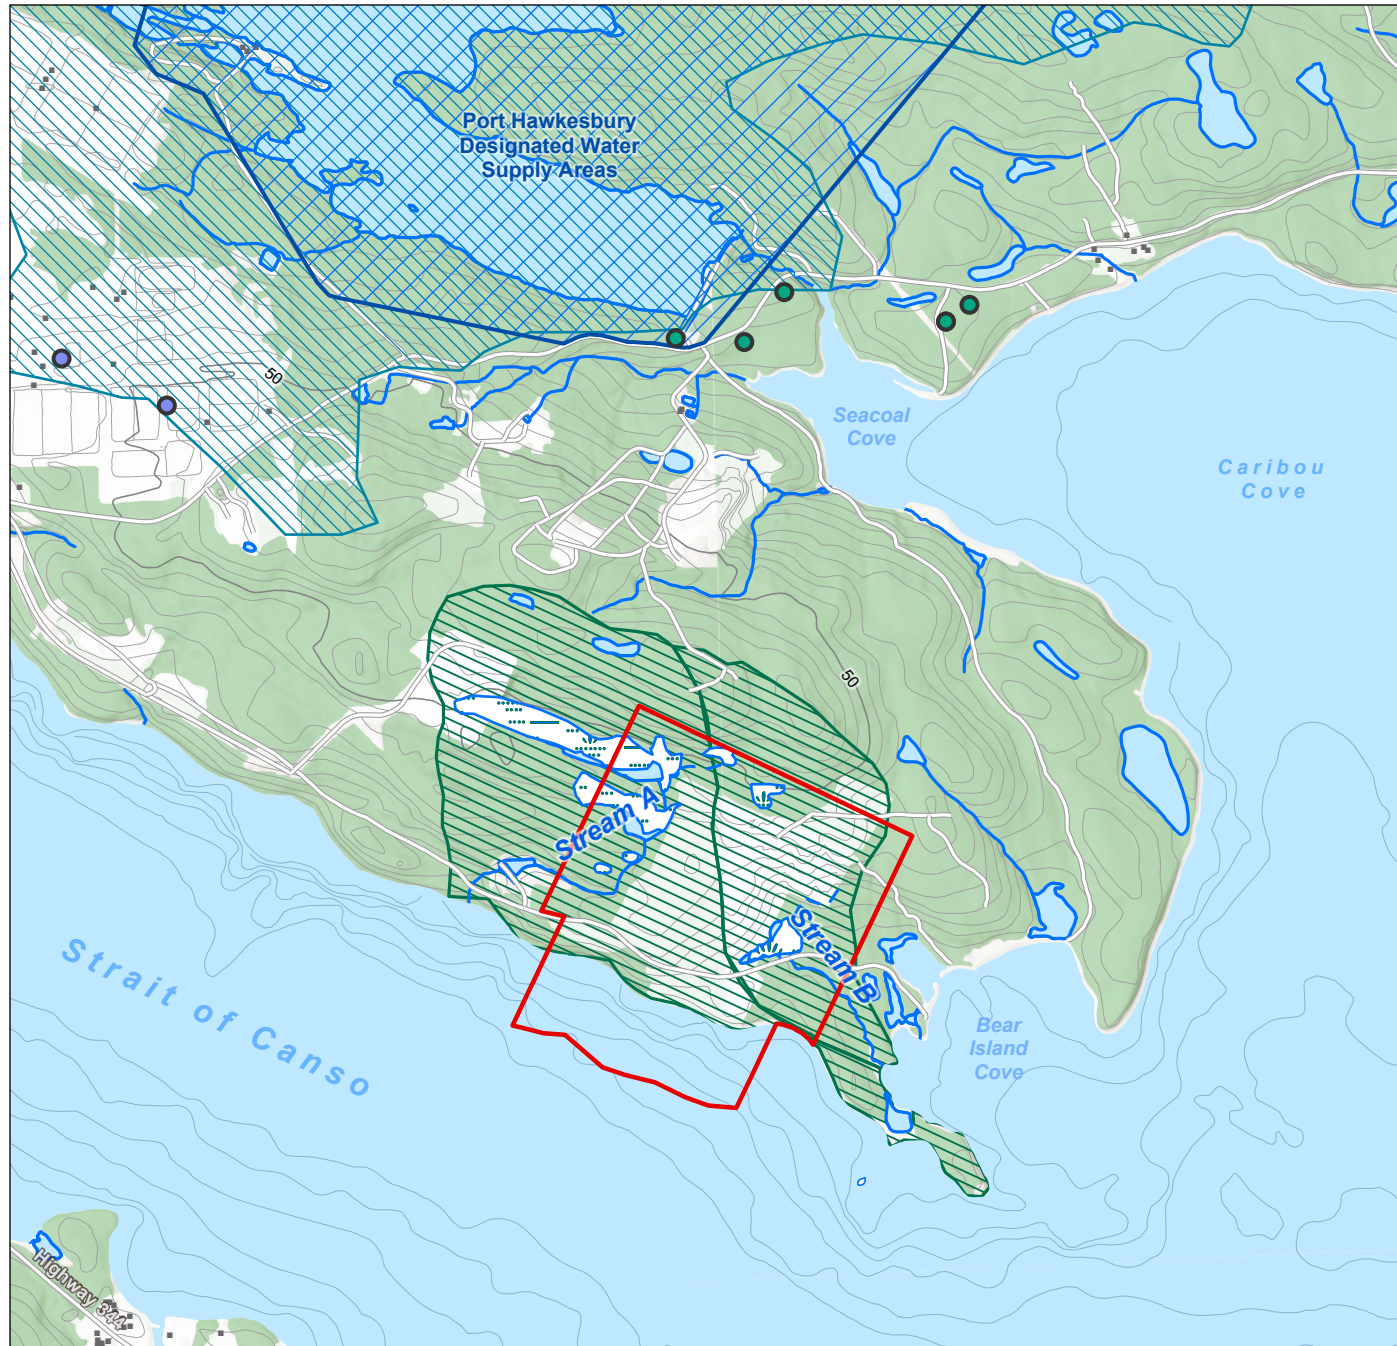 Port Hawkesbury
Designated Water
Supply Areas
50
Seacoal
Cove
Caribou
Cove
50
Stream A
Stream B
Strait of Canso
Bear
Island
Cove
Highway 344